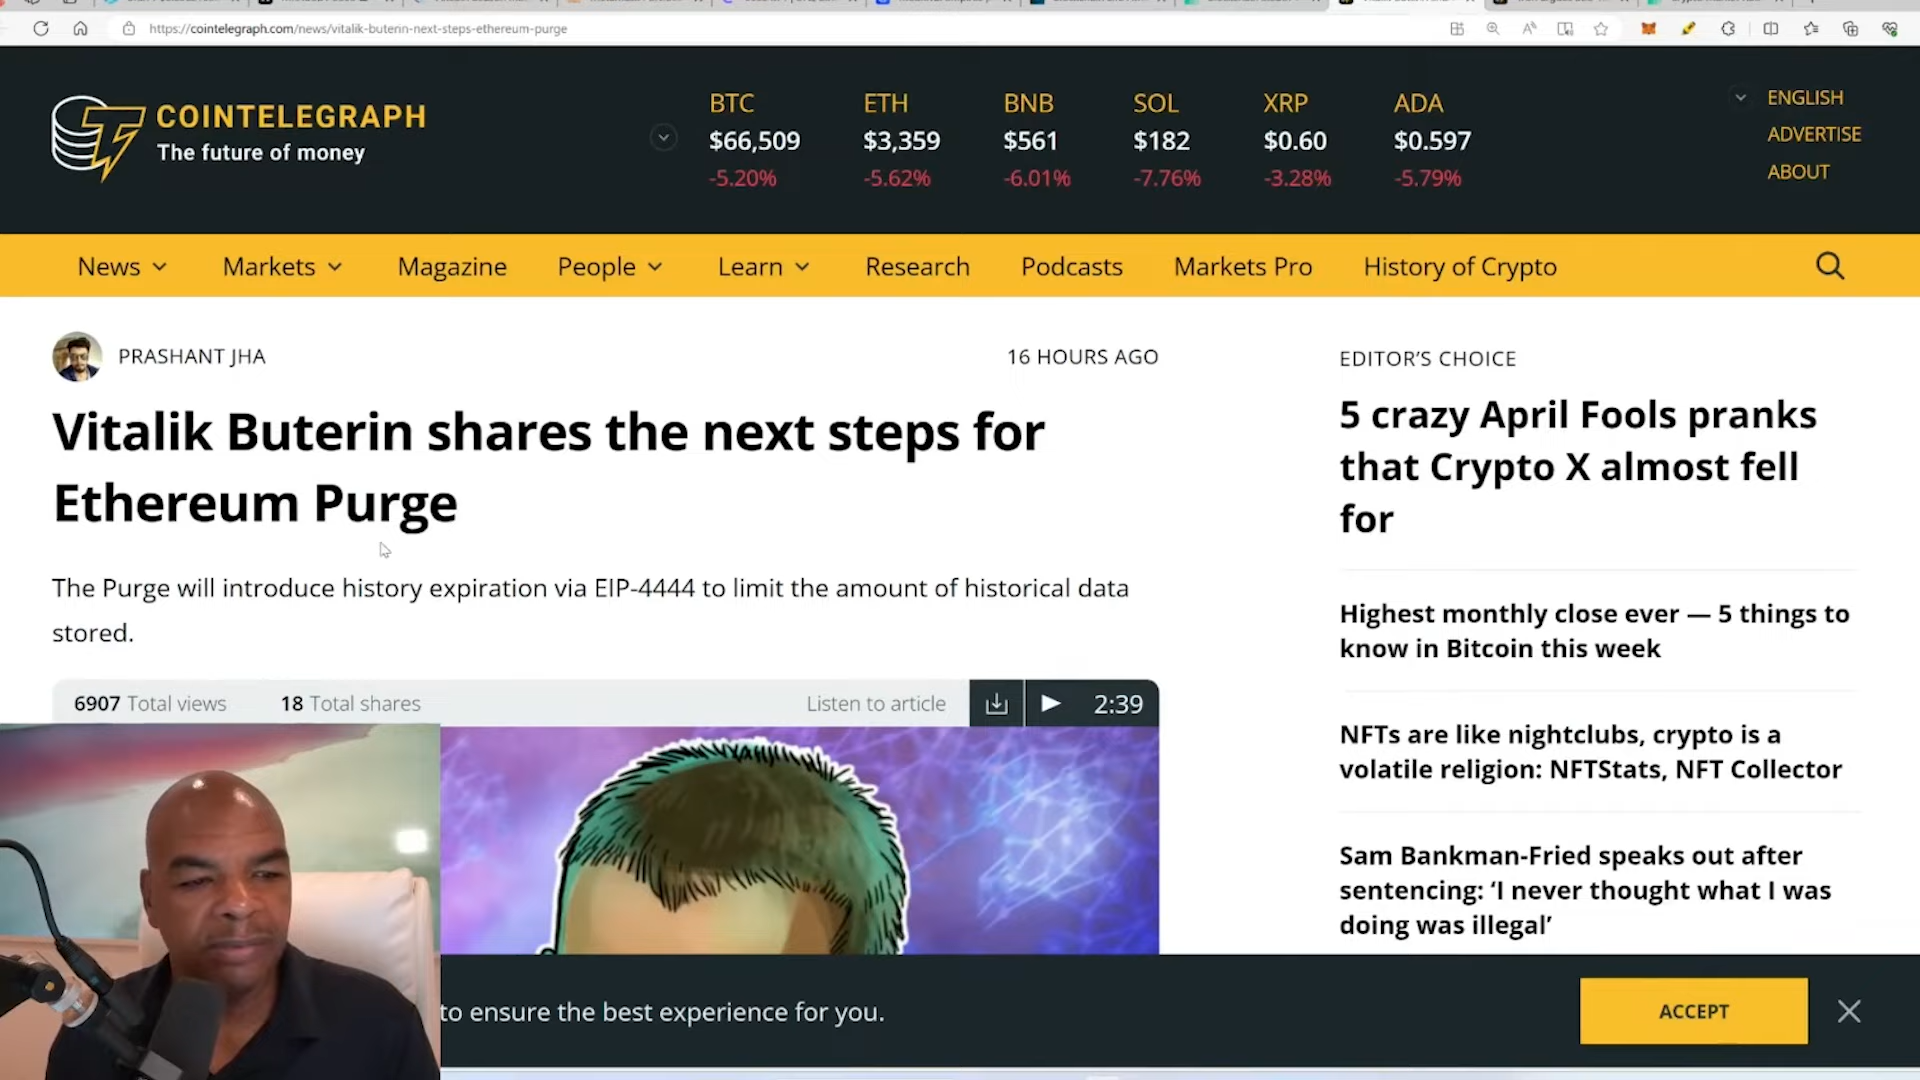 https://cointelegraph.com/news/vitalik-buterin-next-steps-ethereum-purge
COINTELEGRAPH
The future of money
BTC ETH BNB SOL XRP ADA
$66,509 $3,359 $561 $182 $0.60 $0.597
-5.20% -5.62% -6.01% -7.76% -3.28% -5.79%
ENGLISH
ADVERTISE
ABOUT
News Markets Magazine People Learn Research Podcasts Markets Pro History of Crypto
PRASHANT JHA 16 HOURS AGO
Vitalik Buterin shares the next steps for
Ethereum Purge
The Purge will introduce history expiration via EIP-4444 to limit the amount of historical data
stored.
6907 Total views 18 Total shares Listen to article 2:39
EDITOR’S CHOICE
5 crazy April Fools pranks
that Crypto X almost fell
for
Highest monthly close ever — 5 things to
know in Bitcoin this week
NFTs are like nightclubs, crypto is a
volatile religion: NFTStats, NFT Collector
Sam Bankman-Fried speaks out after
sentencing: ‘I never thought what I was
doing was illegal’
to ensure the best experience for you.
ACCEPT